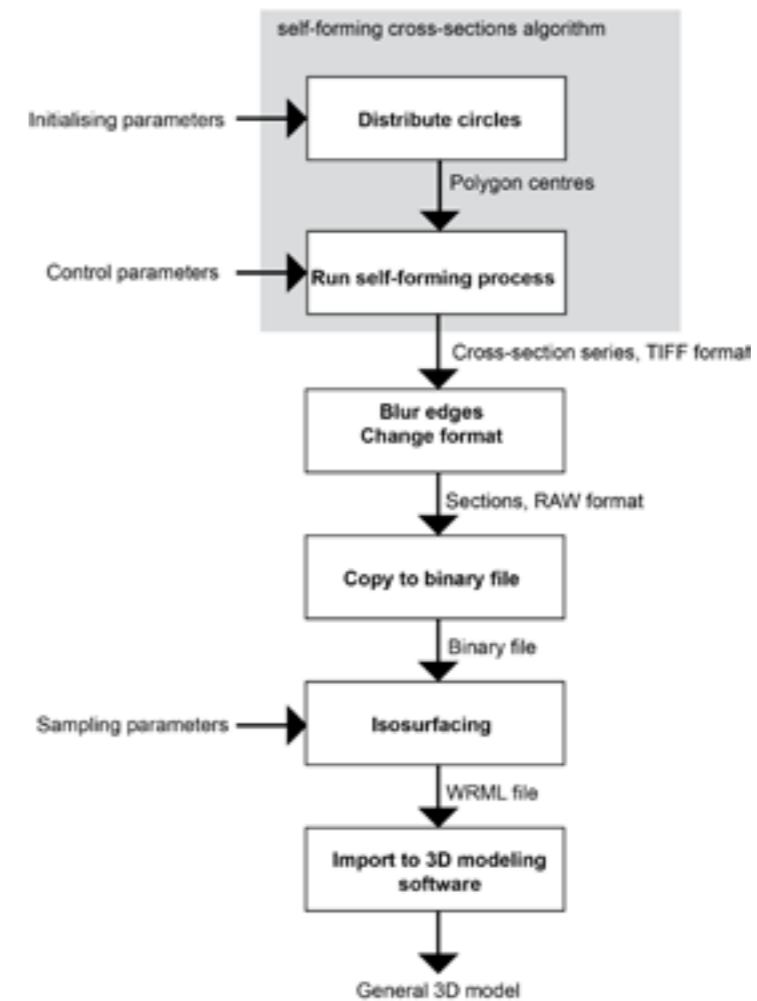 self-forming cross-sections algorithm
Initialising parameters
Distribute circles
Polygon centres
Control parameters
Run self-forming process
Cross-section series, TIFF format
Blur edges
Change format
Sections, RAW format
Copy to binary file
Binary file
Sampling parameters
Isosurfacing
WRML file
Import to 3D modeling
software
General 3D model